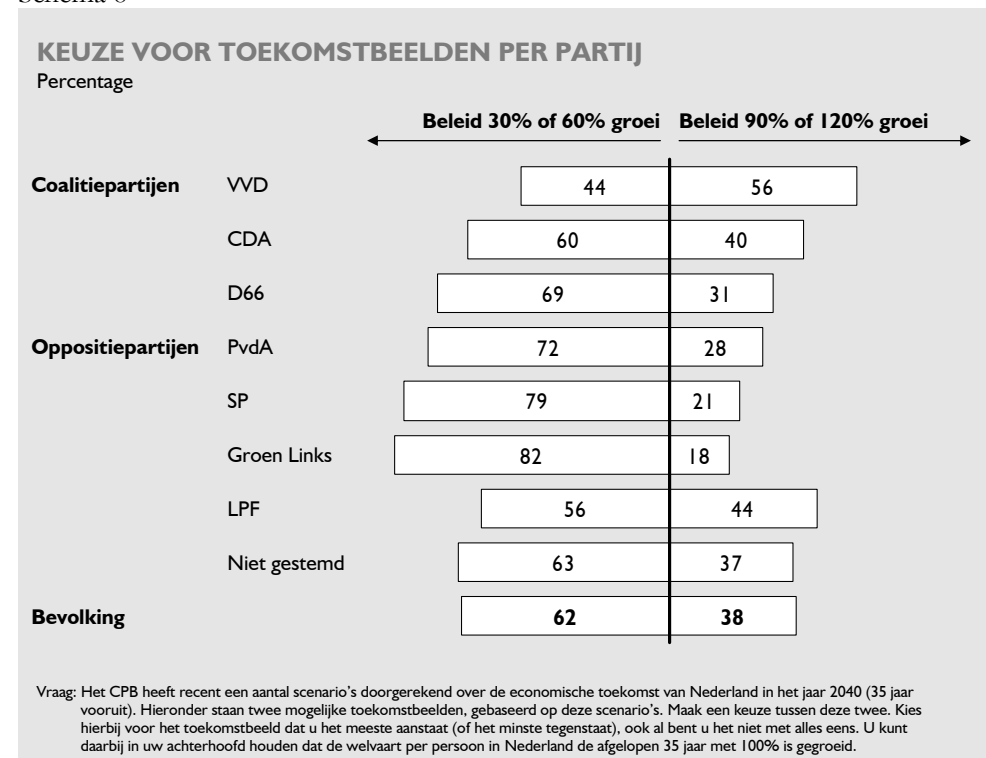 Schema 6
KEUZE VOOR TOEKOMSTBEELDEN PER PARTIJ
Percentage
Beleid 30% of 60% groei Beleid 90% of 120% groei
Coalitiepartijen VVD 44 56
CDA 60 40
D66 69 31
Oppositiepartijen PvdA 72 28
SP 79 21
Groen Links 82 18
LPF 56 44
Niet gestemd 63 37
Bevolking 62 38
Vraag: Het CPB heeft recent een aantal scenario's doorgerekend over de economische toekomst van Nederland in het jaar 2040 (35 jaar
vooruit). Hieronder staan twee mogelijke toekomstbeelden, gebaseerd op deze scenario's. Maak een keuze tussen deze twee. Kies
hierbij voor het toekomstbeeld dat u het meeste aanstaat (of het minste tegenstaat), ook al bent u het niet met alles eens. U kunt
daarbij in uw achterhoofd houden dat de welvaart per persoon in Nederland de afgelopen 35 jaar met 100% is gegroeid.